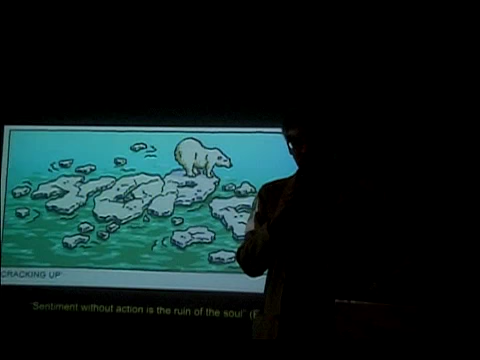 CRACKING UP
"Sentiment without action is the ruin of the soul" (